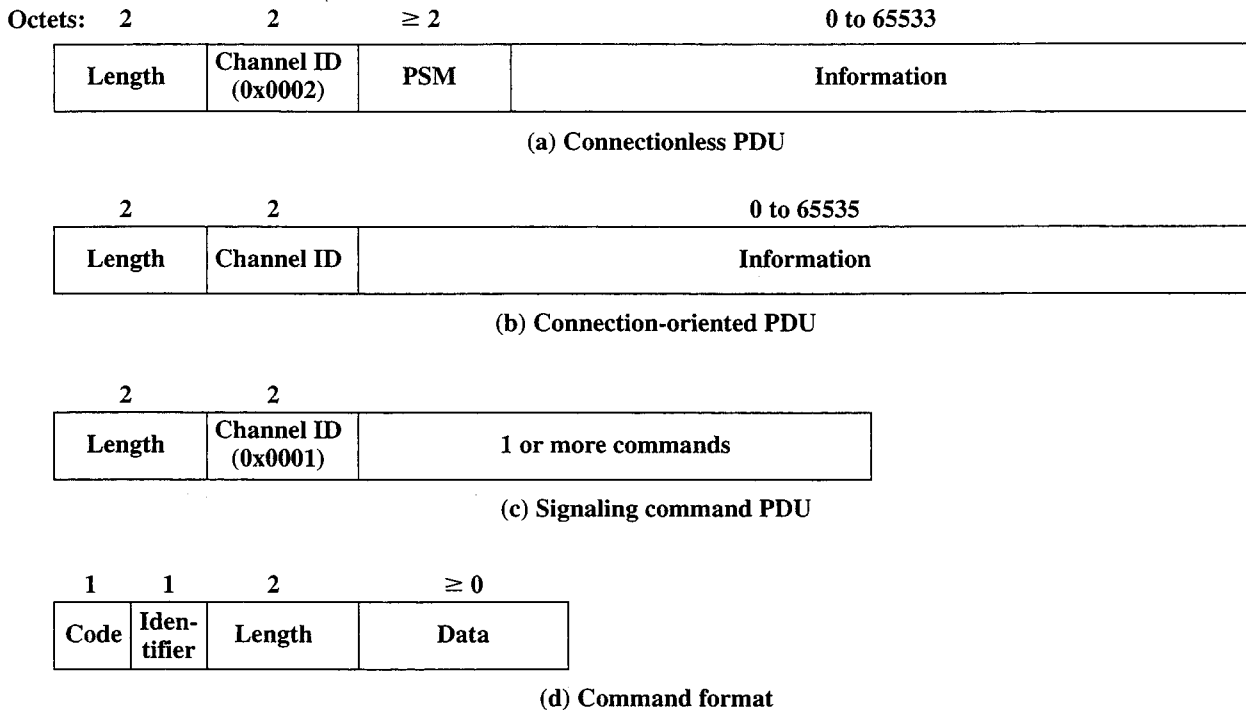 Octets: 2 2 ≥ 2 0 to 65533
Length Channel ID (0x0002) PSM Information
(a) Connectionless PDU
2 2 0 to 65535
Length Channel ID Information
(b) Connection-oriented PDU
2 2
Length Channel ID (0x0001) 1 or more commands
(c) Signaling command PDU
1 1 2 ≥ 0
Code Iden-tifier Length Data
(d) Command format